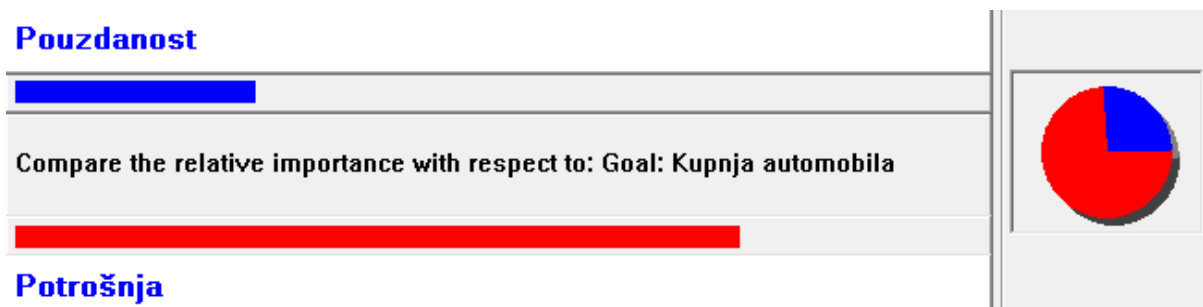 Pouzdanost
Compare the relative importance with respect to: Goal: Kupnja automobila
Potrošnja